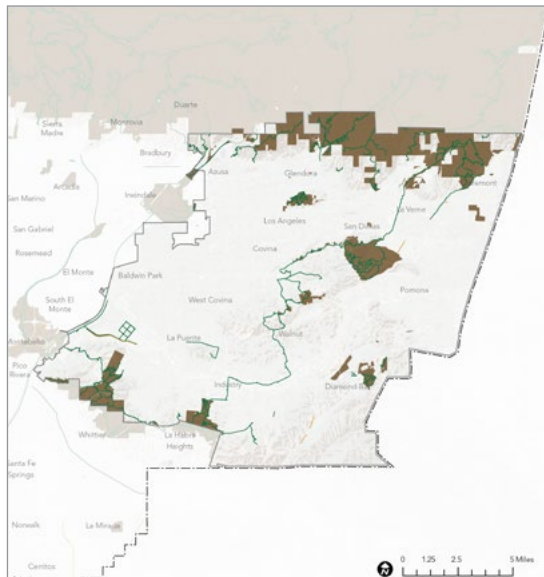 Duarte
Sierra
Madre
Monrovia
Bradbury
Azusa
Glendora
Arcadia
Irwindale
San Marino
La Verne
Los Angeles
San Dimas
San Gabriel
Covina
Rosemead
El Monte
Baldwin Park
Pomona
West Covina
South El
Monte
La Puente
Walnut
Pico
Rivera
Industry
Diamond Bar
Whittier
La Habra
Heights
Santa Fe
Springs
Norwalk
La Mirada
Cerritos
N
0 1.25 2.5 5 Miles